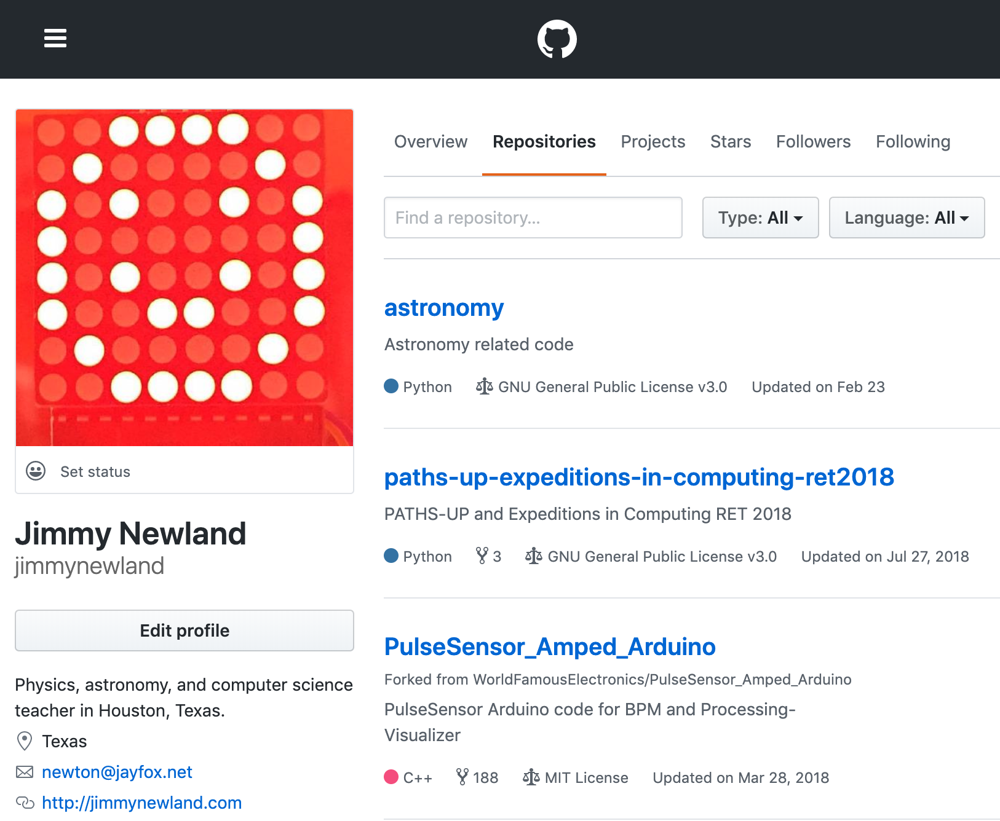 Overview Repositories Projects Stars Followers Following
Find a repository...
Type: All
Language: All
astronomy
Astronomy related code
Python GNU General Public License v3.0 Updated on Feb 23
paths-up-expeditions-in-computing-ret2018
PATHS-UP and Expeditions in Computing RET 2018
Python 3 GNU General Public License v3.0 Updated on Jul 27, 2018
PulseSensor_Amped_Arduino
Forked from WorldFamousElectronics/PulseSensor_Amped_Arduino
PulseSensor Arduino code for BPM and Processing-
Visualizer
C++ 188 MIT License Updated on Mar 28, 2018
Set status
Jimmy Newland
jimmynewland
Edit profile
Physics, astronomy, and computer science
teacher in Houston, Texas.
Texas
newton@jayfox.net
http://jimmynewland.com